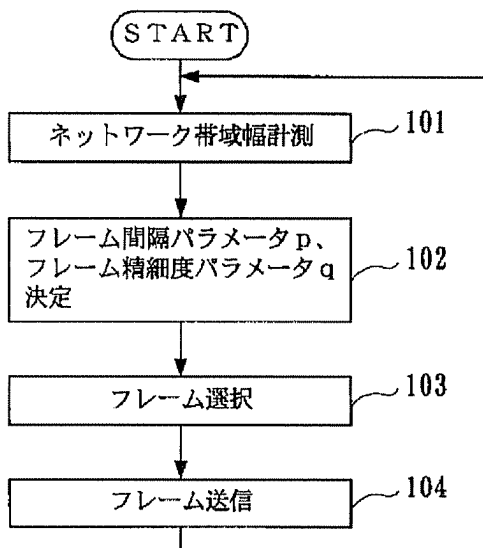 START
ネットワーク帯域幅計測
101
フレーム間隔パラメータp、
フレーム精細度パラメータq
決定
102
フレーム選択
103
フレーム送信
104